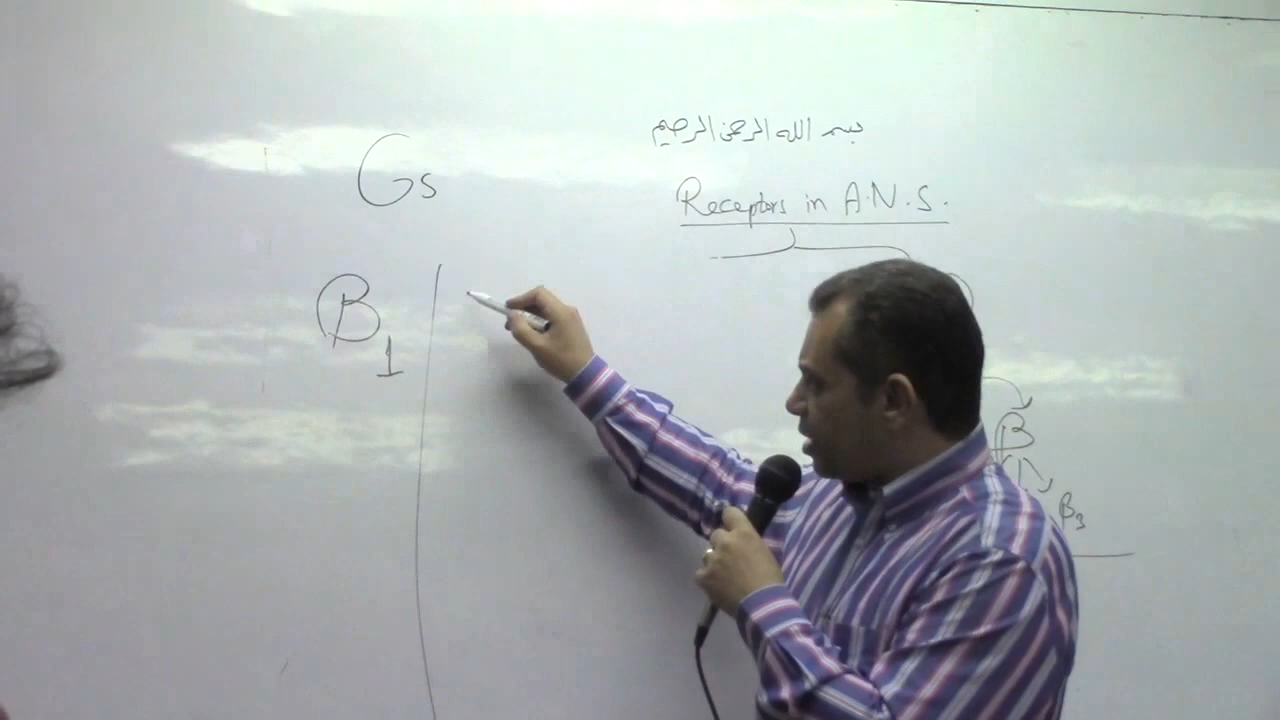 بسم الله الرحمن الرحيم
Receptors in A.N.S.
Gs
β1
β
β3